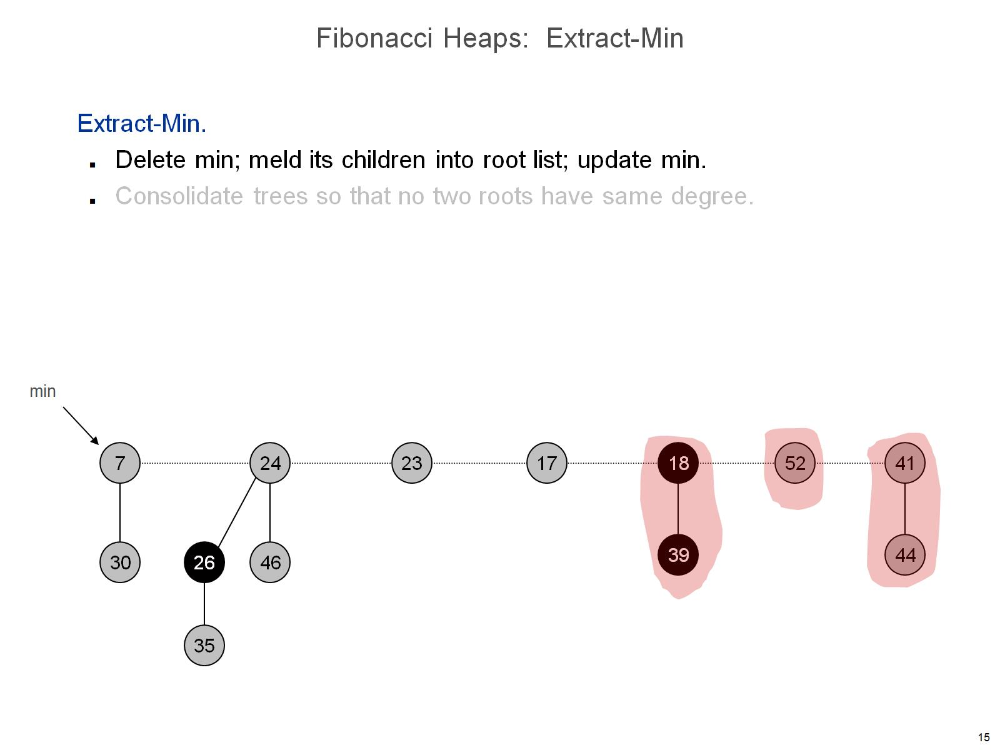 Fibonacci Heaps: Extract-Min
Extract-Min.
▪ Delete min; meld its children into root list; update min.
▪ Consolidate trees so that no two roots have same degree.
min
7 24 23 17 18 52 41
30 26 46 39 44
35
15